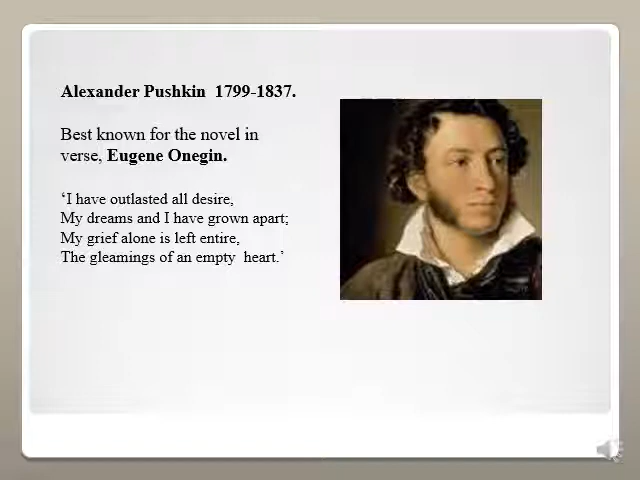 Alexander Pushkin  1799-1837.
Best known for the novel in
verse, Eugene Onegin.
‘I have outlasted all desire,
My dreams and I have grown apart;
My grief alone is left entire,
The gleamings of an empty  heart.’